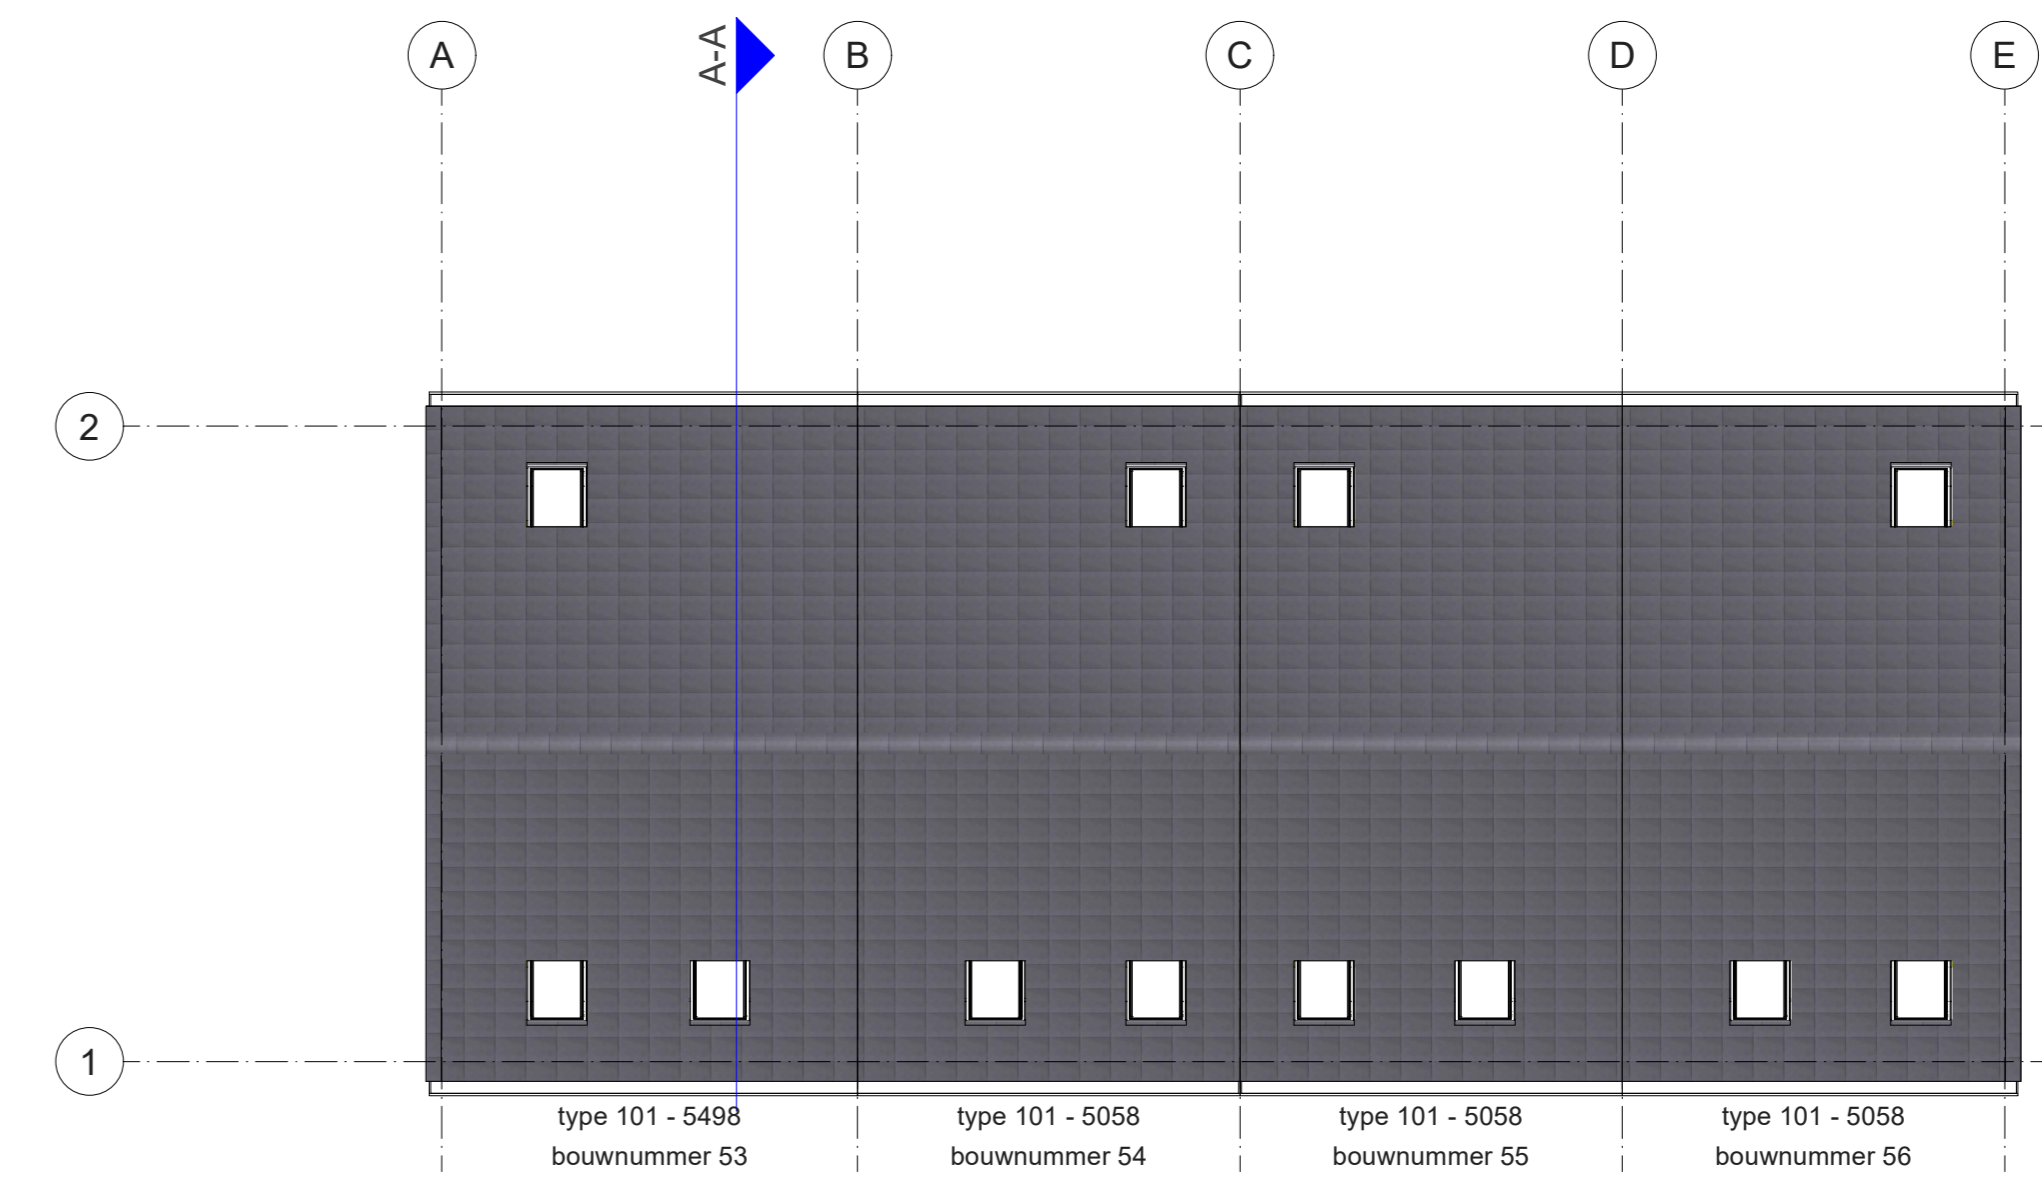 A
A-A
B
C
D
E
2
1
type 101 - 5498
bouwnummer 53
type 101 - 5058
bouwnummer 54
type 101 - 5058
bouwnummer 55
type 101 - 5058
bouwnummer 56